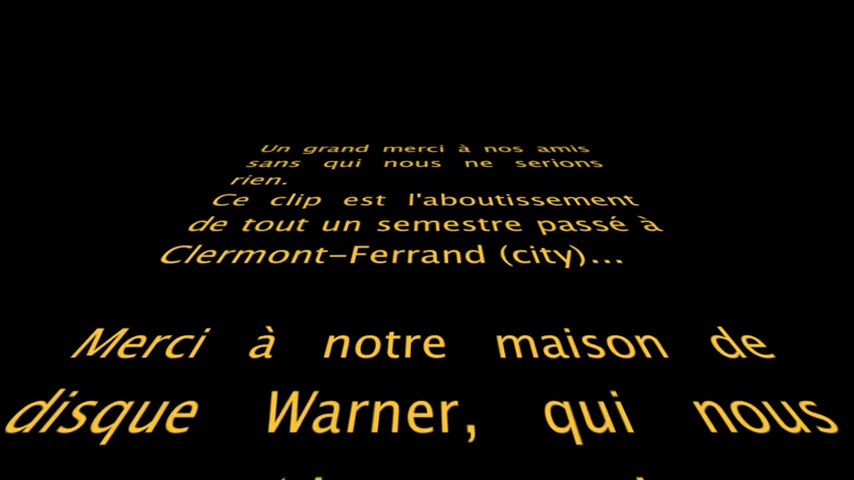 Un grand merci à nos amis
sans qui nous ne serions
rien.
Ce clip est l'aboutissement
de tout un semestre passé à
Clermont-Ferrand (city)...
Merci à notre maison de
disque Warner, qui nous